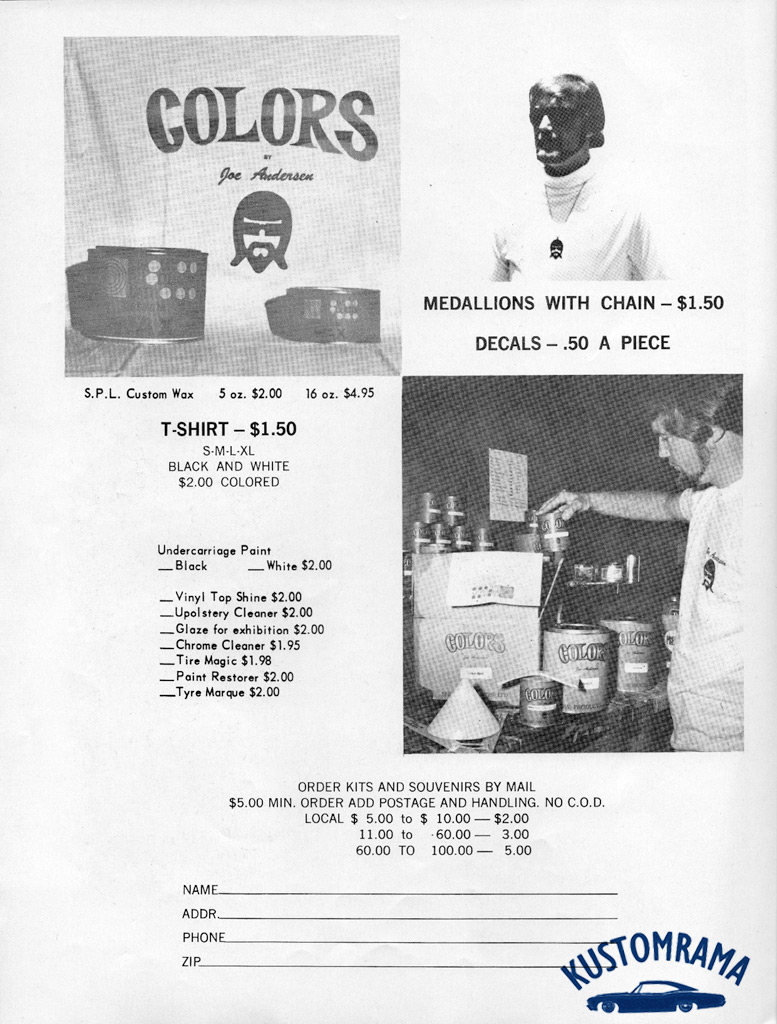 COLORS
BY
Joe Andersen
MEDALLIONS WITH CHAIN – $1.50
DECALS – .50 A PIECE
S.P.L. Custom Wax 5 oz. $2.00 16 oz. $4.95
T-SHIRT – $1.50
S-M-L-XL
BLACK AND WHITE
$2.00 COLORED
COLORS
COLORS
COLOR
COLO
Undercarriage Paint
__Black __White $2.00
__Vinyl Top Shine $2.00
__Upolstery Cleaner $2.00
__Glaze for exhibition $2.00
__Chrome Cleaner $1.95
__Tire Magic $1.98
__Paint Restorer $2.00
__Tyre Marque $2.00
ORDER KITS AND SOUVENIRS BY MAIL
$5.00 MIN. ORDER ADD POSTAGE AND HANDLING. NO C.O.D.
LOCAL $ 5.00 to $ 10.00 — $2.00
11.00 to 60.00 — 3.00
60.00 TO 100.00 — 5.00
NAME
ADDR.
PHONE
ZIP
KUSTOMRAMA